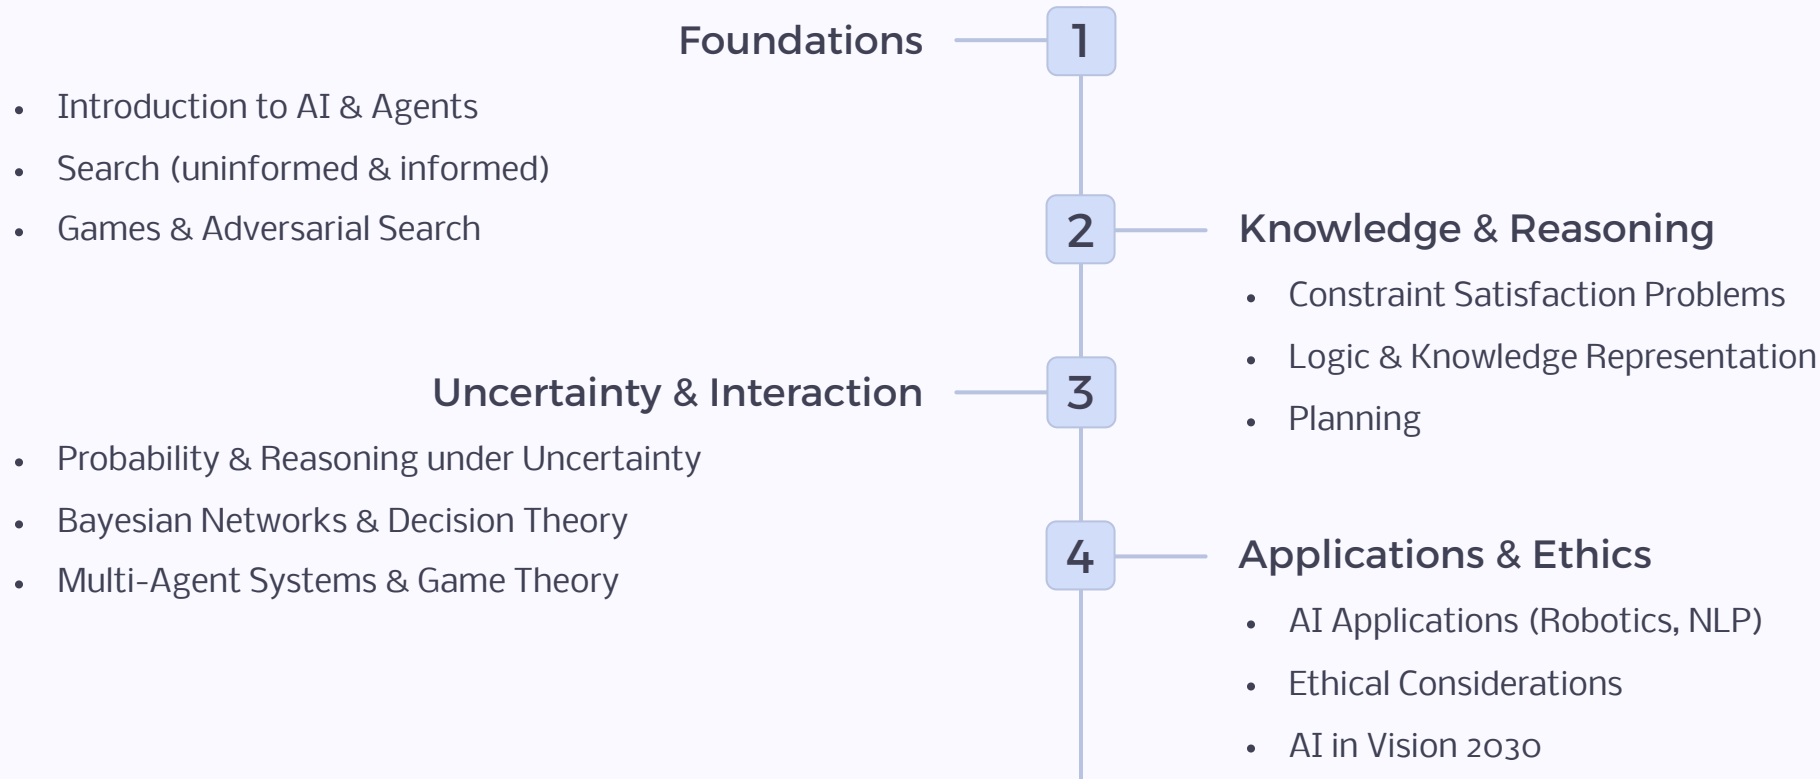 Foundations
1
• Introduction to AI & Agents
• Search (uninformed & informed)
• Games & Adversarial Search
2
Knowledge & Reasoning
• Constraint Satisfaction Problems
• Logic & Knowledge Representation
• Planning
Uncertainty & Interaction
3
• Probability & Reasoning under Uncertainty
• Bayesian Networks & Decision Theory
• Multi-Agent Systems & Game Theory
4
Applications & Ethics
• AI Applications (Robotics, NLP)
• Ethical Considerations
• AI in Vision 2030